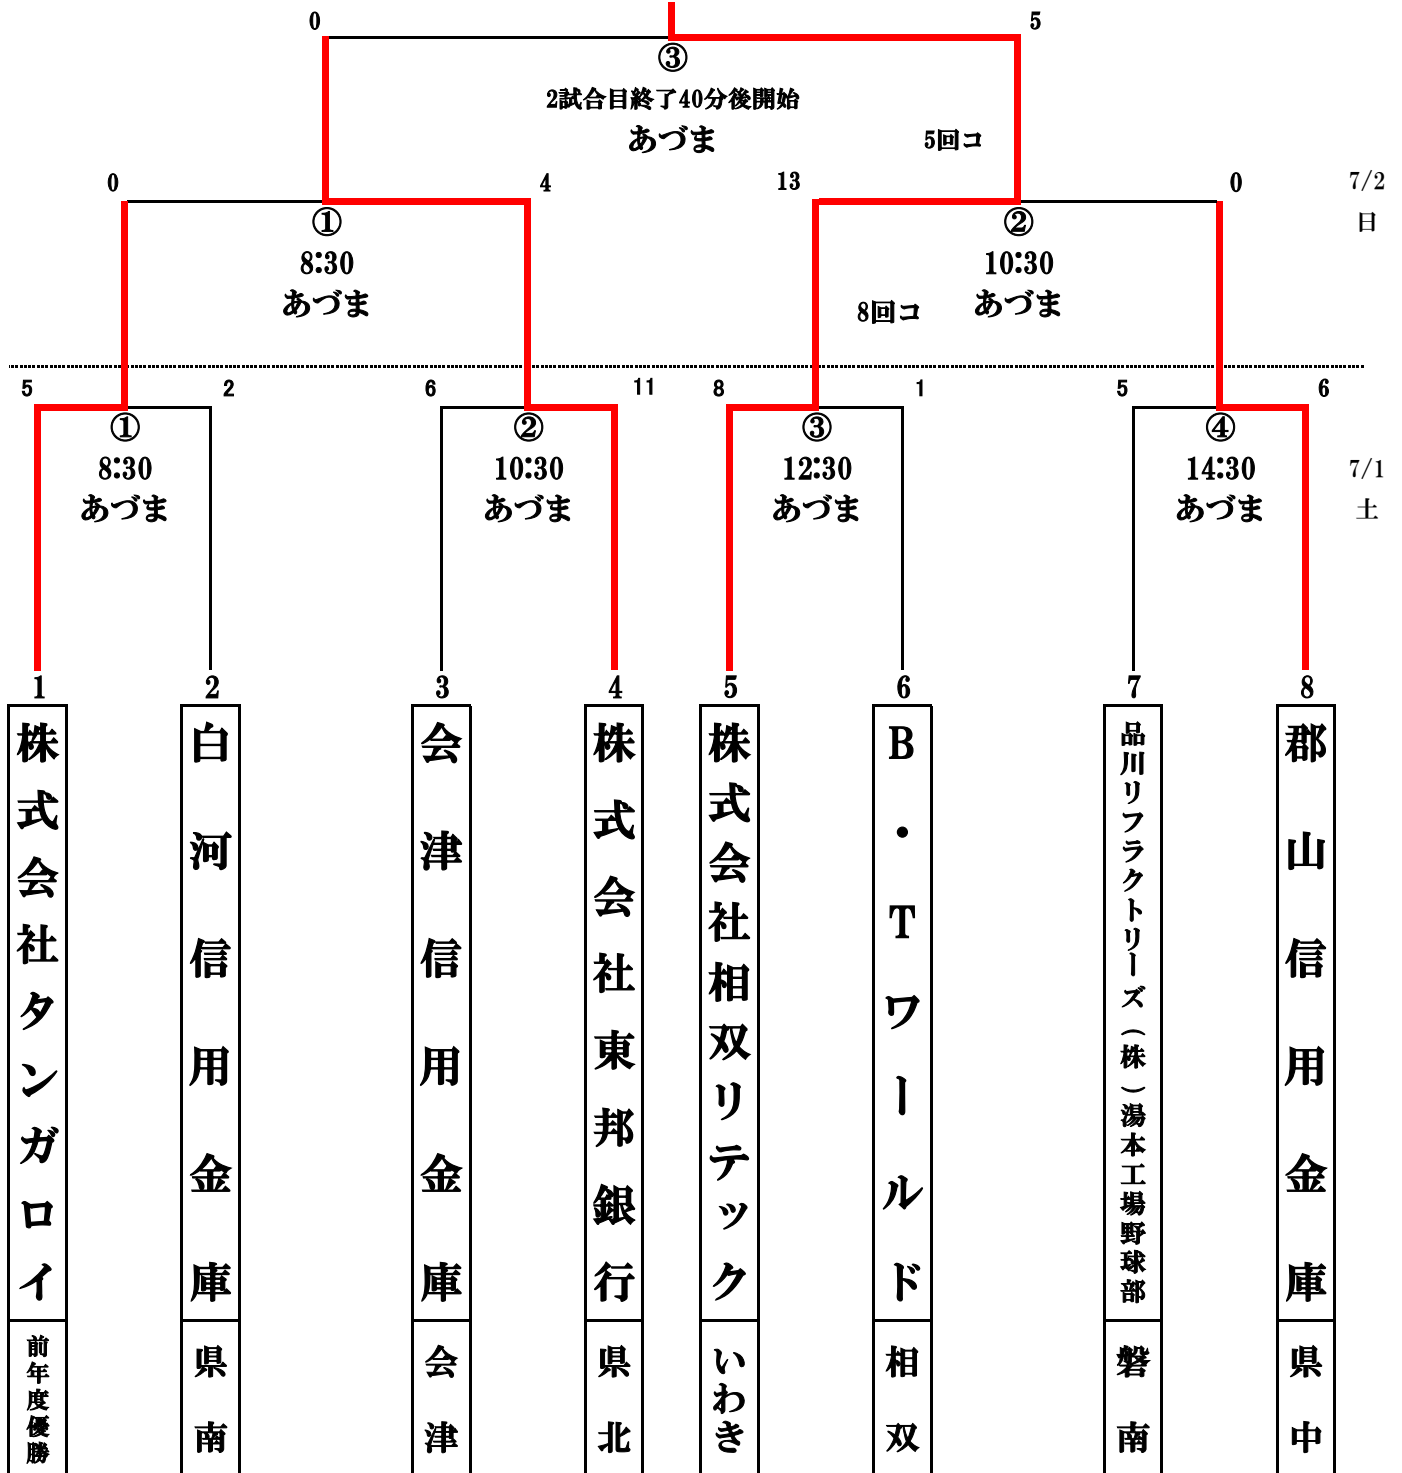 0
5
③
2試合目終了40分後開始
あづま
5回コ
0
4
13
0
7/2
①
②
日
8:30
10:30
あづま
8回コ
あづま
5
2
6
11
8
1
5
6
①
②
③
④
8:30
10:30
12:30
14:30
7/1
あづま
あづま
あづま
あづま
土
1
2
3
4
5
6
7
8
株式会社タンガロイ
白河信用金庫
会津信用金庫
株式会社東邦銀行
株式会社相双リテック
B・Tワールド
品川リフラクトリーズ(株)湯本工場野球部
郡山信用金庫
前年度優勝
県南
会津
県北
いわき
相双
磐南
県中